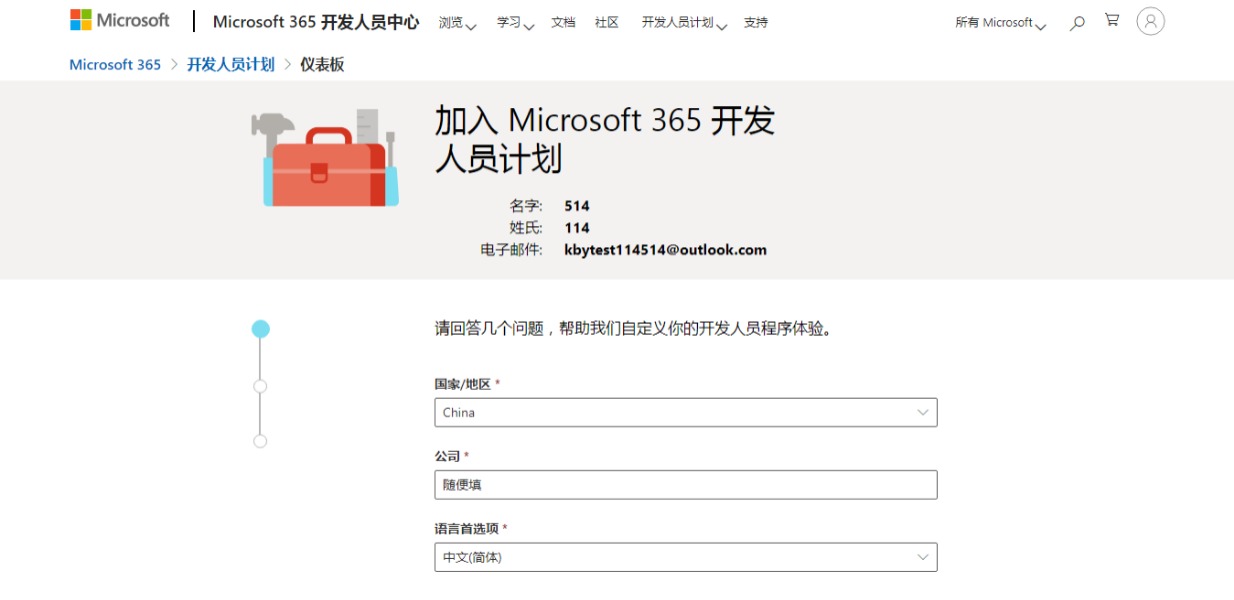 Microsoft Microsoft 365 开发人员中心 浏览 学习 文档 社区 开发人员计划 支持 所有 Microsoft
Microsoft 365 > 开发人员计划 > 仪表板
加入 Microsoft 365 开发
人员计划
名字: 514
姓氏: 114
电子邮件: kbytest114514@outlook.com
请回答几个问题，帮助我们自定义你的开发人员程序体验。
国家/地区 *
China
公司 *
随便填
语言首选项 *
中文(简体)